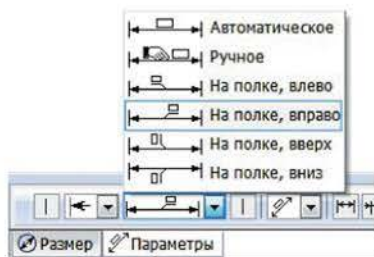 Автоматическое
Ручное
На полке, влево
На полке, вправо
На полке, вверх
На полке, вниз
Размер Параметры